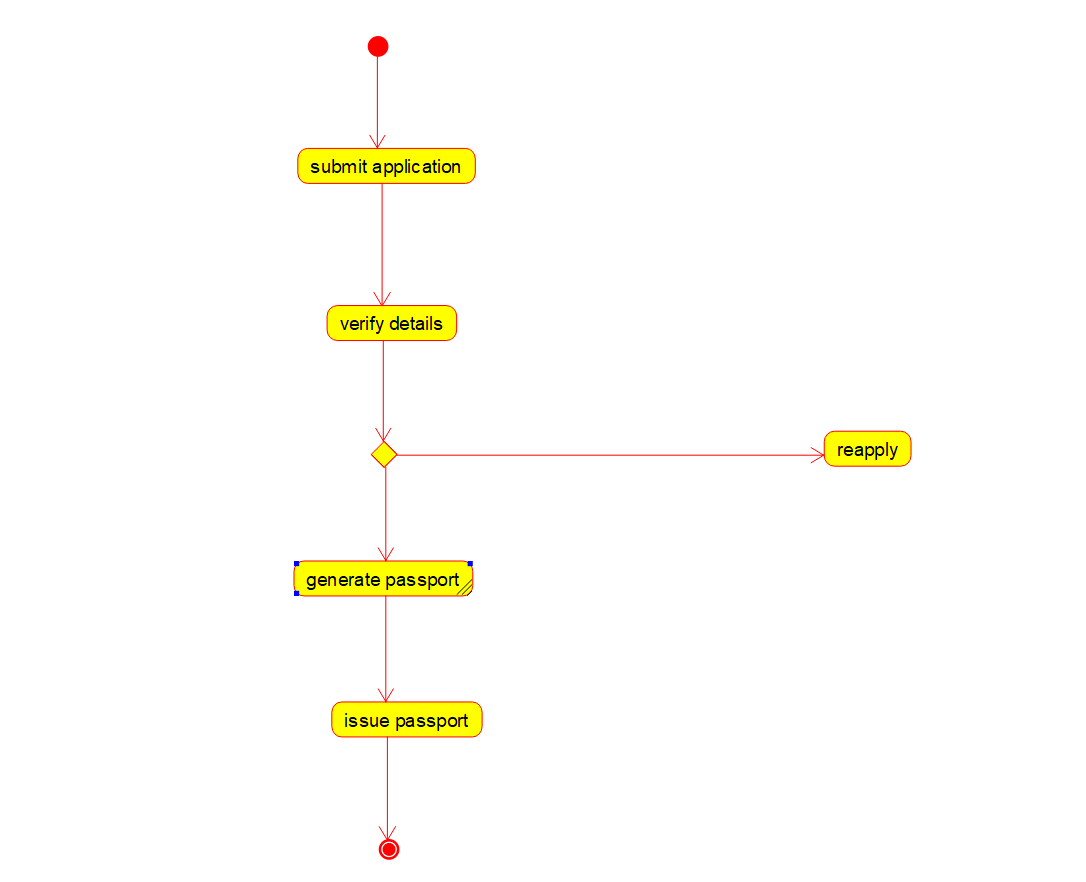 submit application
verify details
reapply
generate passport
issue passport